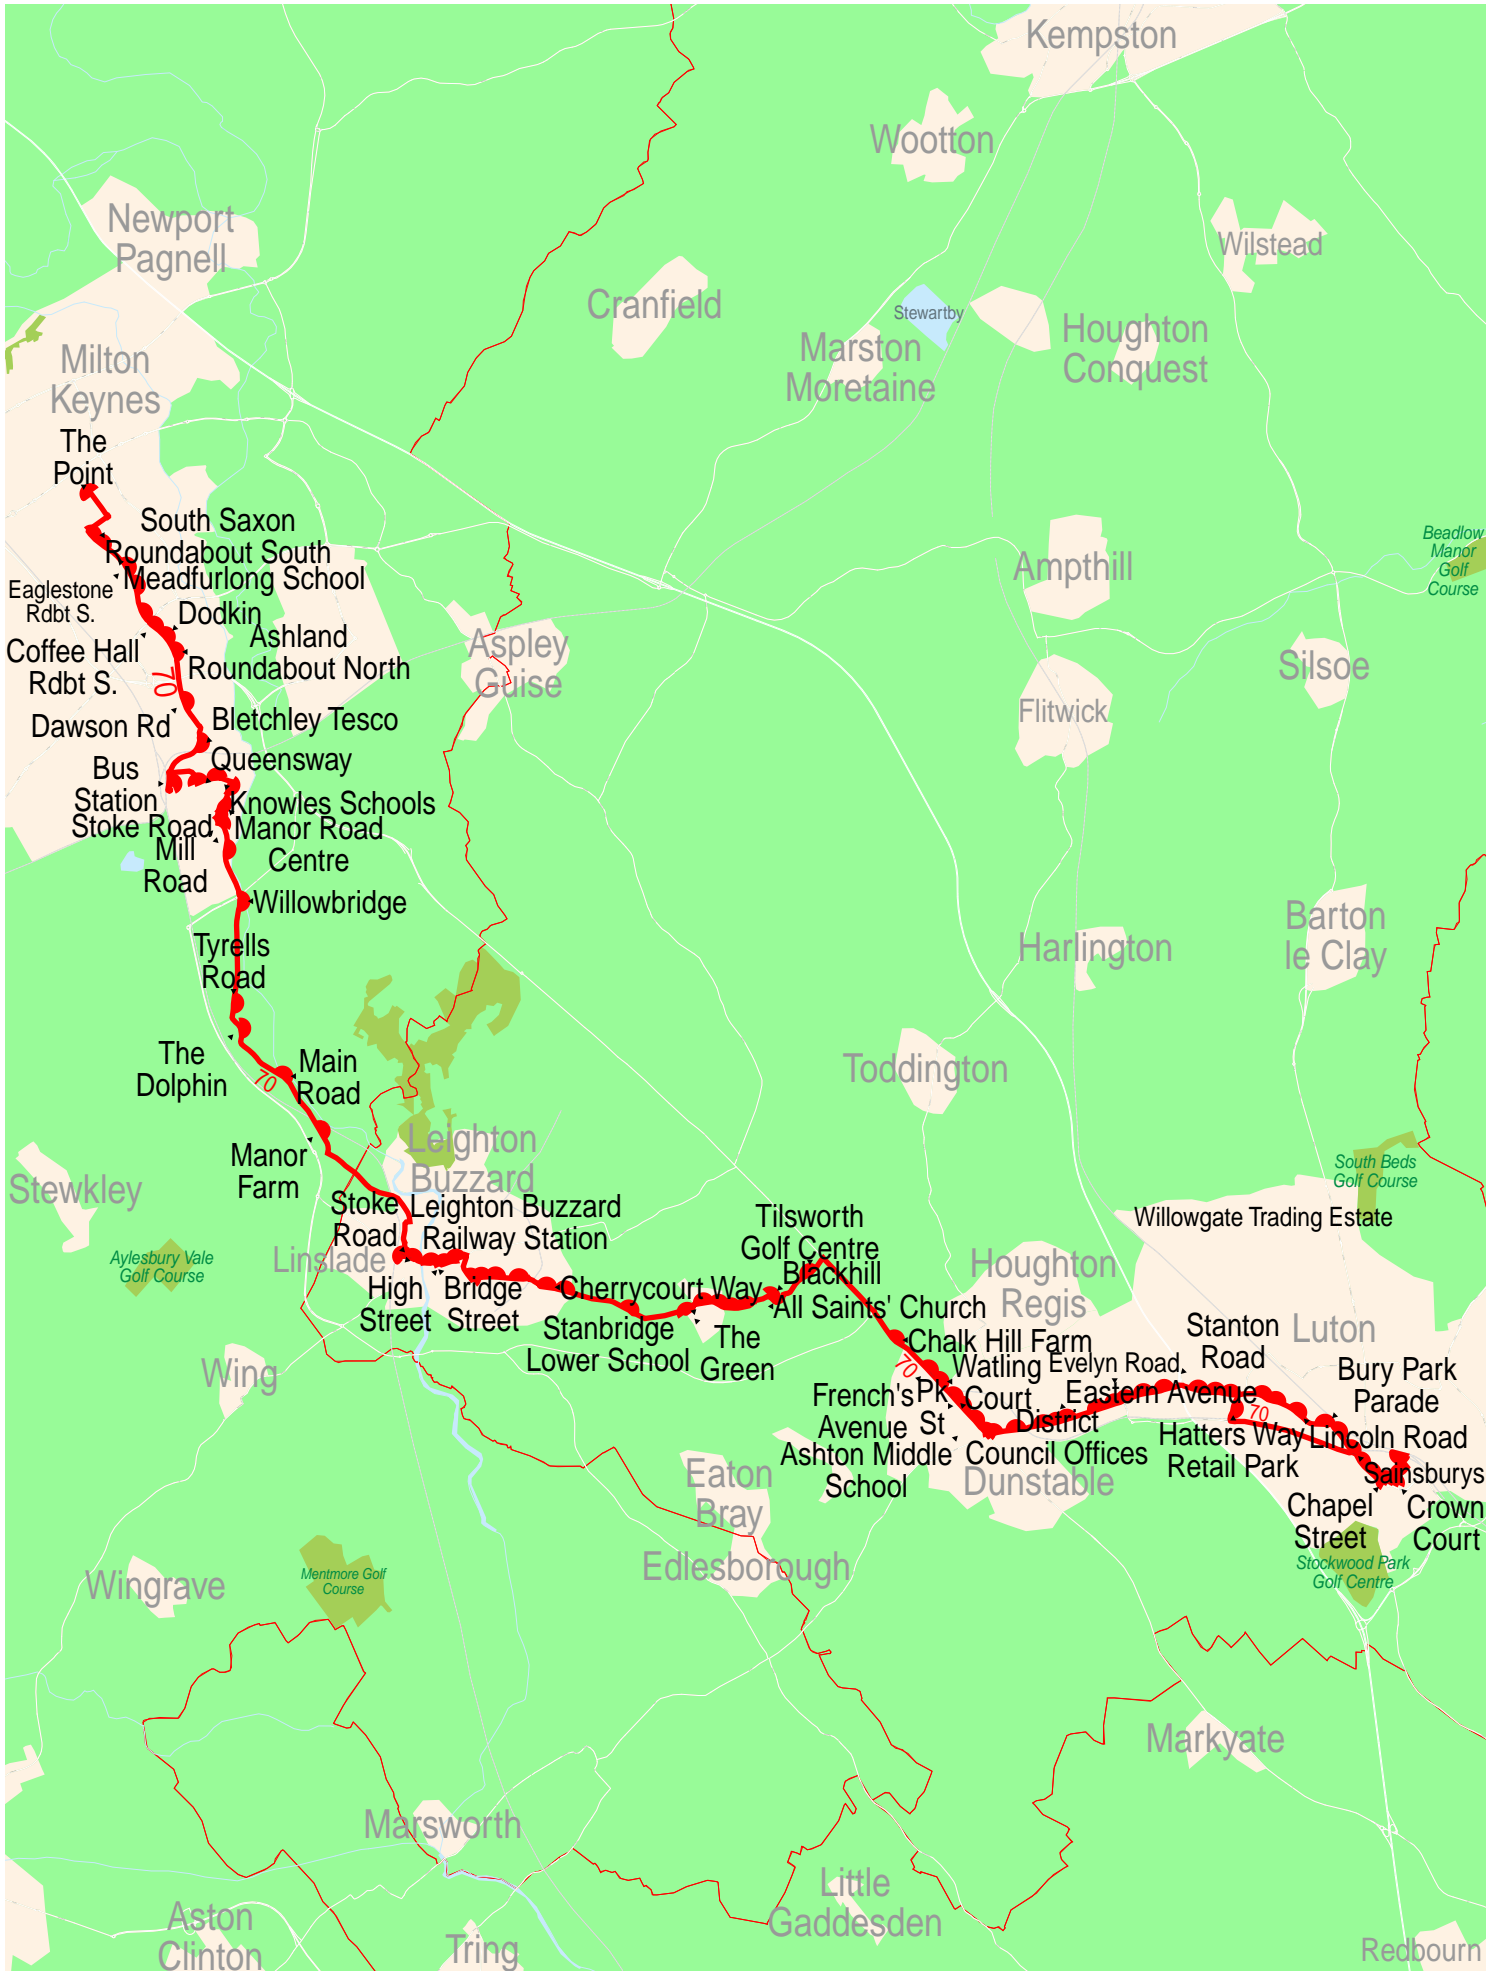 Kempston
Wootton
Newport
Pagnell
Wilstead
Cranfield
Stewartby
Houghton
Conquest
Marston
Moretaine
Milton
Keynes
The
Point
South Saxon
Roundabout South
Meadfurlong School
Eaglestone
Rdbt S.
Dodkin
Ashland
Roundabout North
Coffee Hall
Rdbt S.
70
Dawson Rd
Bletchley Tesco
Queensway
Bus
Station
Knowles Schools
Stoke Road
Manor Road
Centre
Mill
Road
Willowbridge
Tyrells
Road
The
Dolphin
Main
Road
70
Manor
Farm
Beadlow
Manor
Golf
Course
Ampthill
Aspley
Guise
Silsoe
Flitwick
Barton
le Clay
Harlington
Toddington
Leighton
Buzzard
Stewkley
South Beds
Golf Course
Stoke
Road
Leighton Buzzard
Railway Station
Linslade
Aylesbury Vale
Golf Course
High
Street
Bridge
Street
Cherrycourt Way
Stanbridge
Lower School
The
Green
Tilsworth
Golf Centre
Blackhill
All Saints' Church
Chalk Hill Farm
Willowgate Trading Estate
Houghton
Regis
Luton
Stanton
Road
Evelyn Road
Eastern Avenue
Bury Park
Parade
Watling
Court
70
French's
Avenue
Pk
St
District
Council Offices
Ashton Middle
School
Dunstable
70
Hatters Way
Retail Park
Lincoln Road
Sainsburys
Chapel
Street
Crown
Court
Stockwood Park
Golf Centre
Wing
Eaton
Bray
Edlesborough
Wingrave
Mentmore Golf
Course
Markyate
Marsworth
Little
Gaddesden
Aston
Clinton
Tring
Redbourn